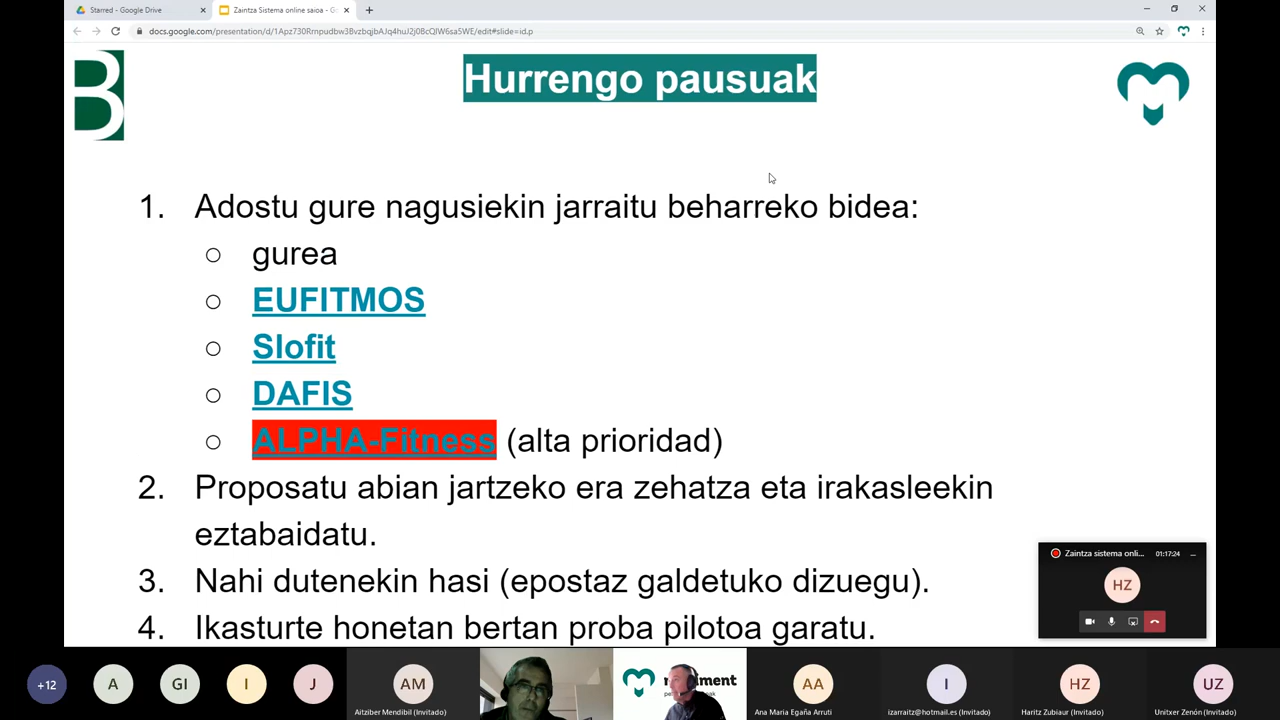 Starred - Google Drive
Zaintza Sistema online saioa - G
Hurrengo pausuak
1. Adostu gure nagusiekin jarraitu beharreko bidea:
gurea
EUFITMOS
Slofit
DAFIS
ALPHA-Fitness (alta prioridad)
2. Proposatu abian jartzeko era zehatza eta irakasleekin
eztabaidatu.
3. Nahi dutenekin hasi (epostaz galdetuko dizuegu).
4. Ikasturte honetan bertan proba pilotoa garatu.
Zaintza sistema onli... 01:17:24
HZ
+12 A GI I J AM AA I HZ UZ
Aitziber Mendibil (Invitado) Ana Maria Egaña Arruti izarraitz@hotmail.es (Invitado) Haritz Zubiaur (Invitado) Unitxer Zenón (Invitado)